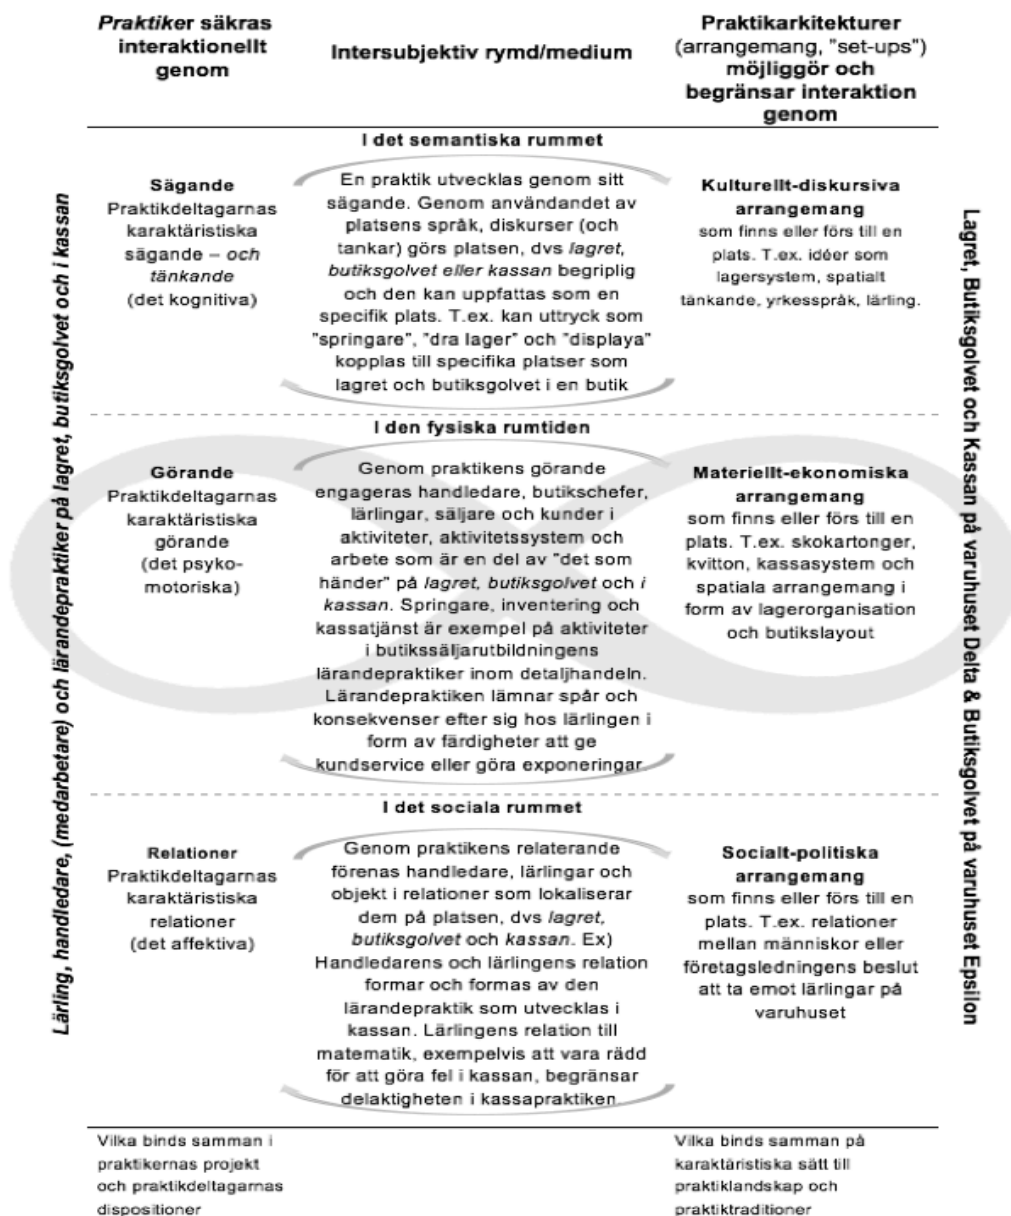 Praktiker säkras
interaktionellt
genom
Intersubjektiv rymd/medium
Praktikarkitekturer
(arrangemang, "set-ups")
möjliggör och
begränsar interaktion
genom
Lärling, handledare, (medarbetare) och lärandepraktiker på lagret, butiksgolvet och i kassan
I det semantiska rummet
Sägande
Praktikdeltagarnas
karaktäristiska
sägande – och
tänkande
(det kognitiva)
En praktik utvecklas genom sitt
sägande. Genom användandet av
platsens språk, diskurser (och
tankar) görs platsen, dvs lagret,
butiksgolvet eller kassan begriplig
och den kan uppfattas som en
specifik plats. T.ex. kan uttryck som
"springare", "dra lager" och "displaya"
kopplas till specifika platser som
lagret och butiksgolvet i en butik
Kulturellt-diskursiva
arrangemang
som finns eller förs till en
plats. T.ex. idéer som
lagersystem, spatialt
tänkande, yrkesspråk, lärling.
I den fysiska rumtiden
Görande
Praktikdeltagarnas
karaktäristiska
görande
(det psyko-
motoriska)
Genom praktikens görande
engageras handledare, butikschefer,
lärlingar, säljare och kunder i
aktiviteter, aktivitetssystem och
arbete som är en del av "det som
händer" på lagret, butiksgolvet och i
kassan. Springare, inventering och
kassatjänst är exempel på aktiviteter
i butikssäljarutbildningens
lärandepraktiker inom detaljhandeln.
Lärandepraktiken lämnar spår och
konsekvenser efter sig hos lärlingen i
form av färdigheter att ge
kundservice eller göra exponeringar.
Materiellt-ekonomiska
arrangemang
som finns eller förs till en
plats. T.ex. skokartonger,
kvitton, kassasystem och
spatiala arrangemang i
form av lagerorganisation
och butikslayout
I det sociala rummet
Relationer
Praktikdeltagarnas
karaktäristiska
relationer
(det affektiva)
Genom praktikens relaterande
förenas handledare, lärlingar och
objekt i relationer som lokaliserar
dem på platsen, dvs lagret,
butiksgolvet och kassan. Ex)
Handledarens och lärlingens relation
formar och formas av den
lärandepraktik som utvecklas i
kassan. Lärlingens relation till
matematik, exempelvis att vara rädd
för att göra fel i kassan, begränsar
delaktigheten i kassapraktiken.
Socialt-politiska
arrangemang
som finns eller förs till en
plats. T.ex. relationer
mellan människor eller
företagsledningens beslut
att ta emot lärlingar på
varuhuset
Lagret, Butiksgolvet och Kassan på varuhuset Delta & Butiksgolvet på varuhuset Epsilon
Vilka binds samman i
praktikernas projekt
och praktikdeltagarnas
dispositioner
Vilka binds samman på
karaktäristiska sätt till
praktiklandskap och
praktiktraditioner